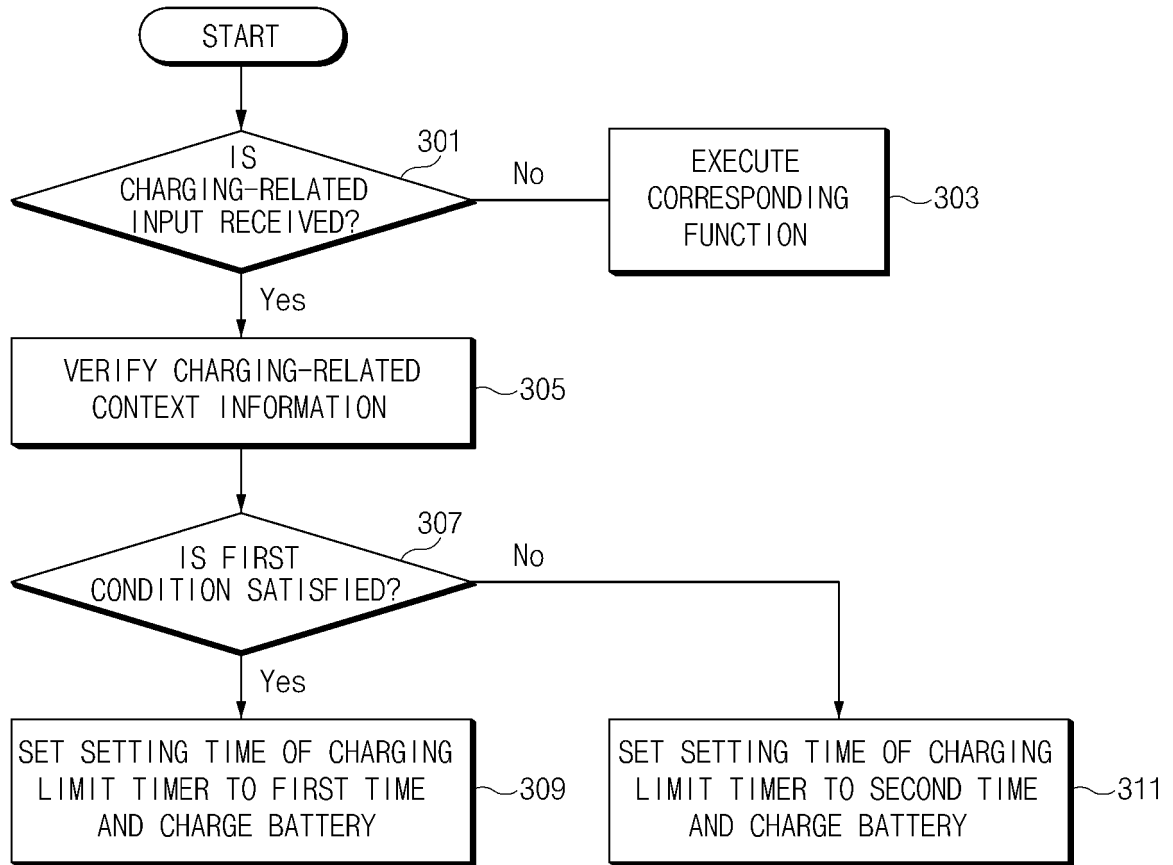 START
IS
CHARGING-RELATED
INPUT RECEIVED?
301
No
EXECUTE
CORRESPONDING
FUNCTION
303
Yes
VERIFY CHARGING-RELATED
CONTEXT INFORMATION
305
IS FIRST
CONDITION SATISFIED?
307
No
Yes
SET SETTING TIME OF CHARGING
LIMIT TIMER TO FIRST TIME
AND CHARGE BATTERY
309
SET SETTING TIME OF CHARGING
LIMIT TIMER TO SECOND TIME
AND CHARGE BATTERY
311